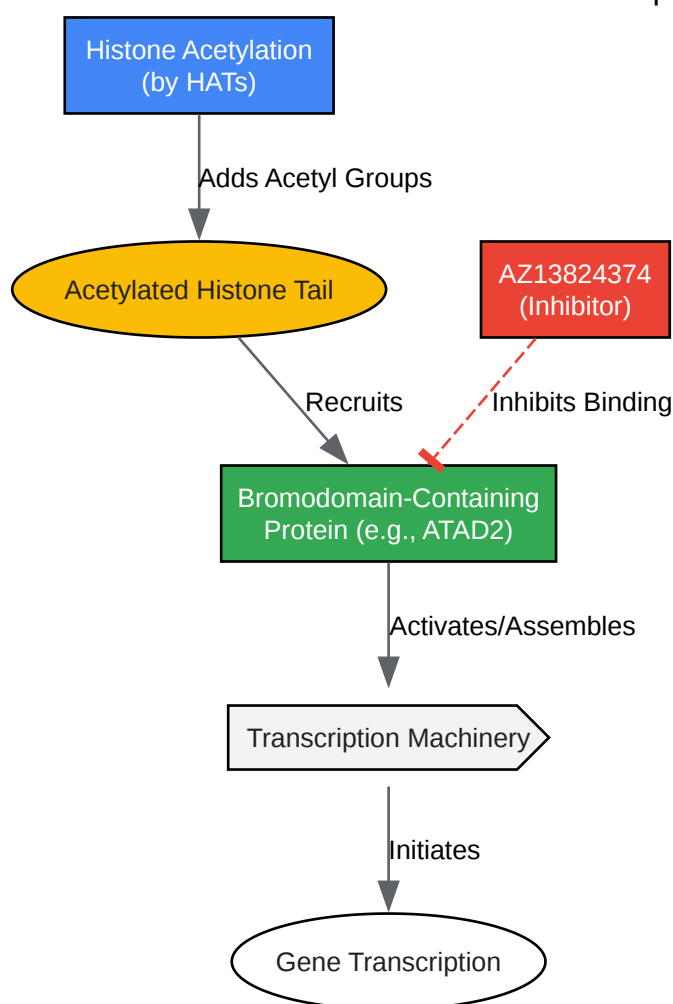 Histone Acetylation
(by HATs)
Adds Acetyl Groups
Acetylated Histone Tail
AZ13824374
(Inhibitor)
Recruits
Inhibits Binding
Bromodomain-Containing
Protein (e.g., ATAD2)
Activates/Assembles
Transcription Machinery
Initiates
Gene Transcription